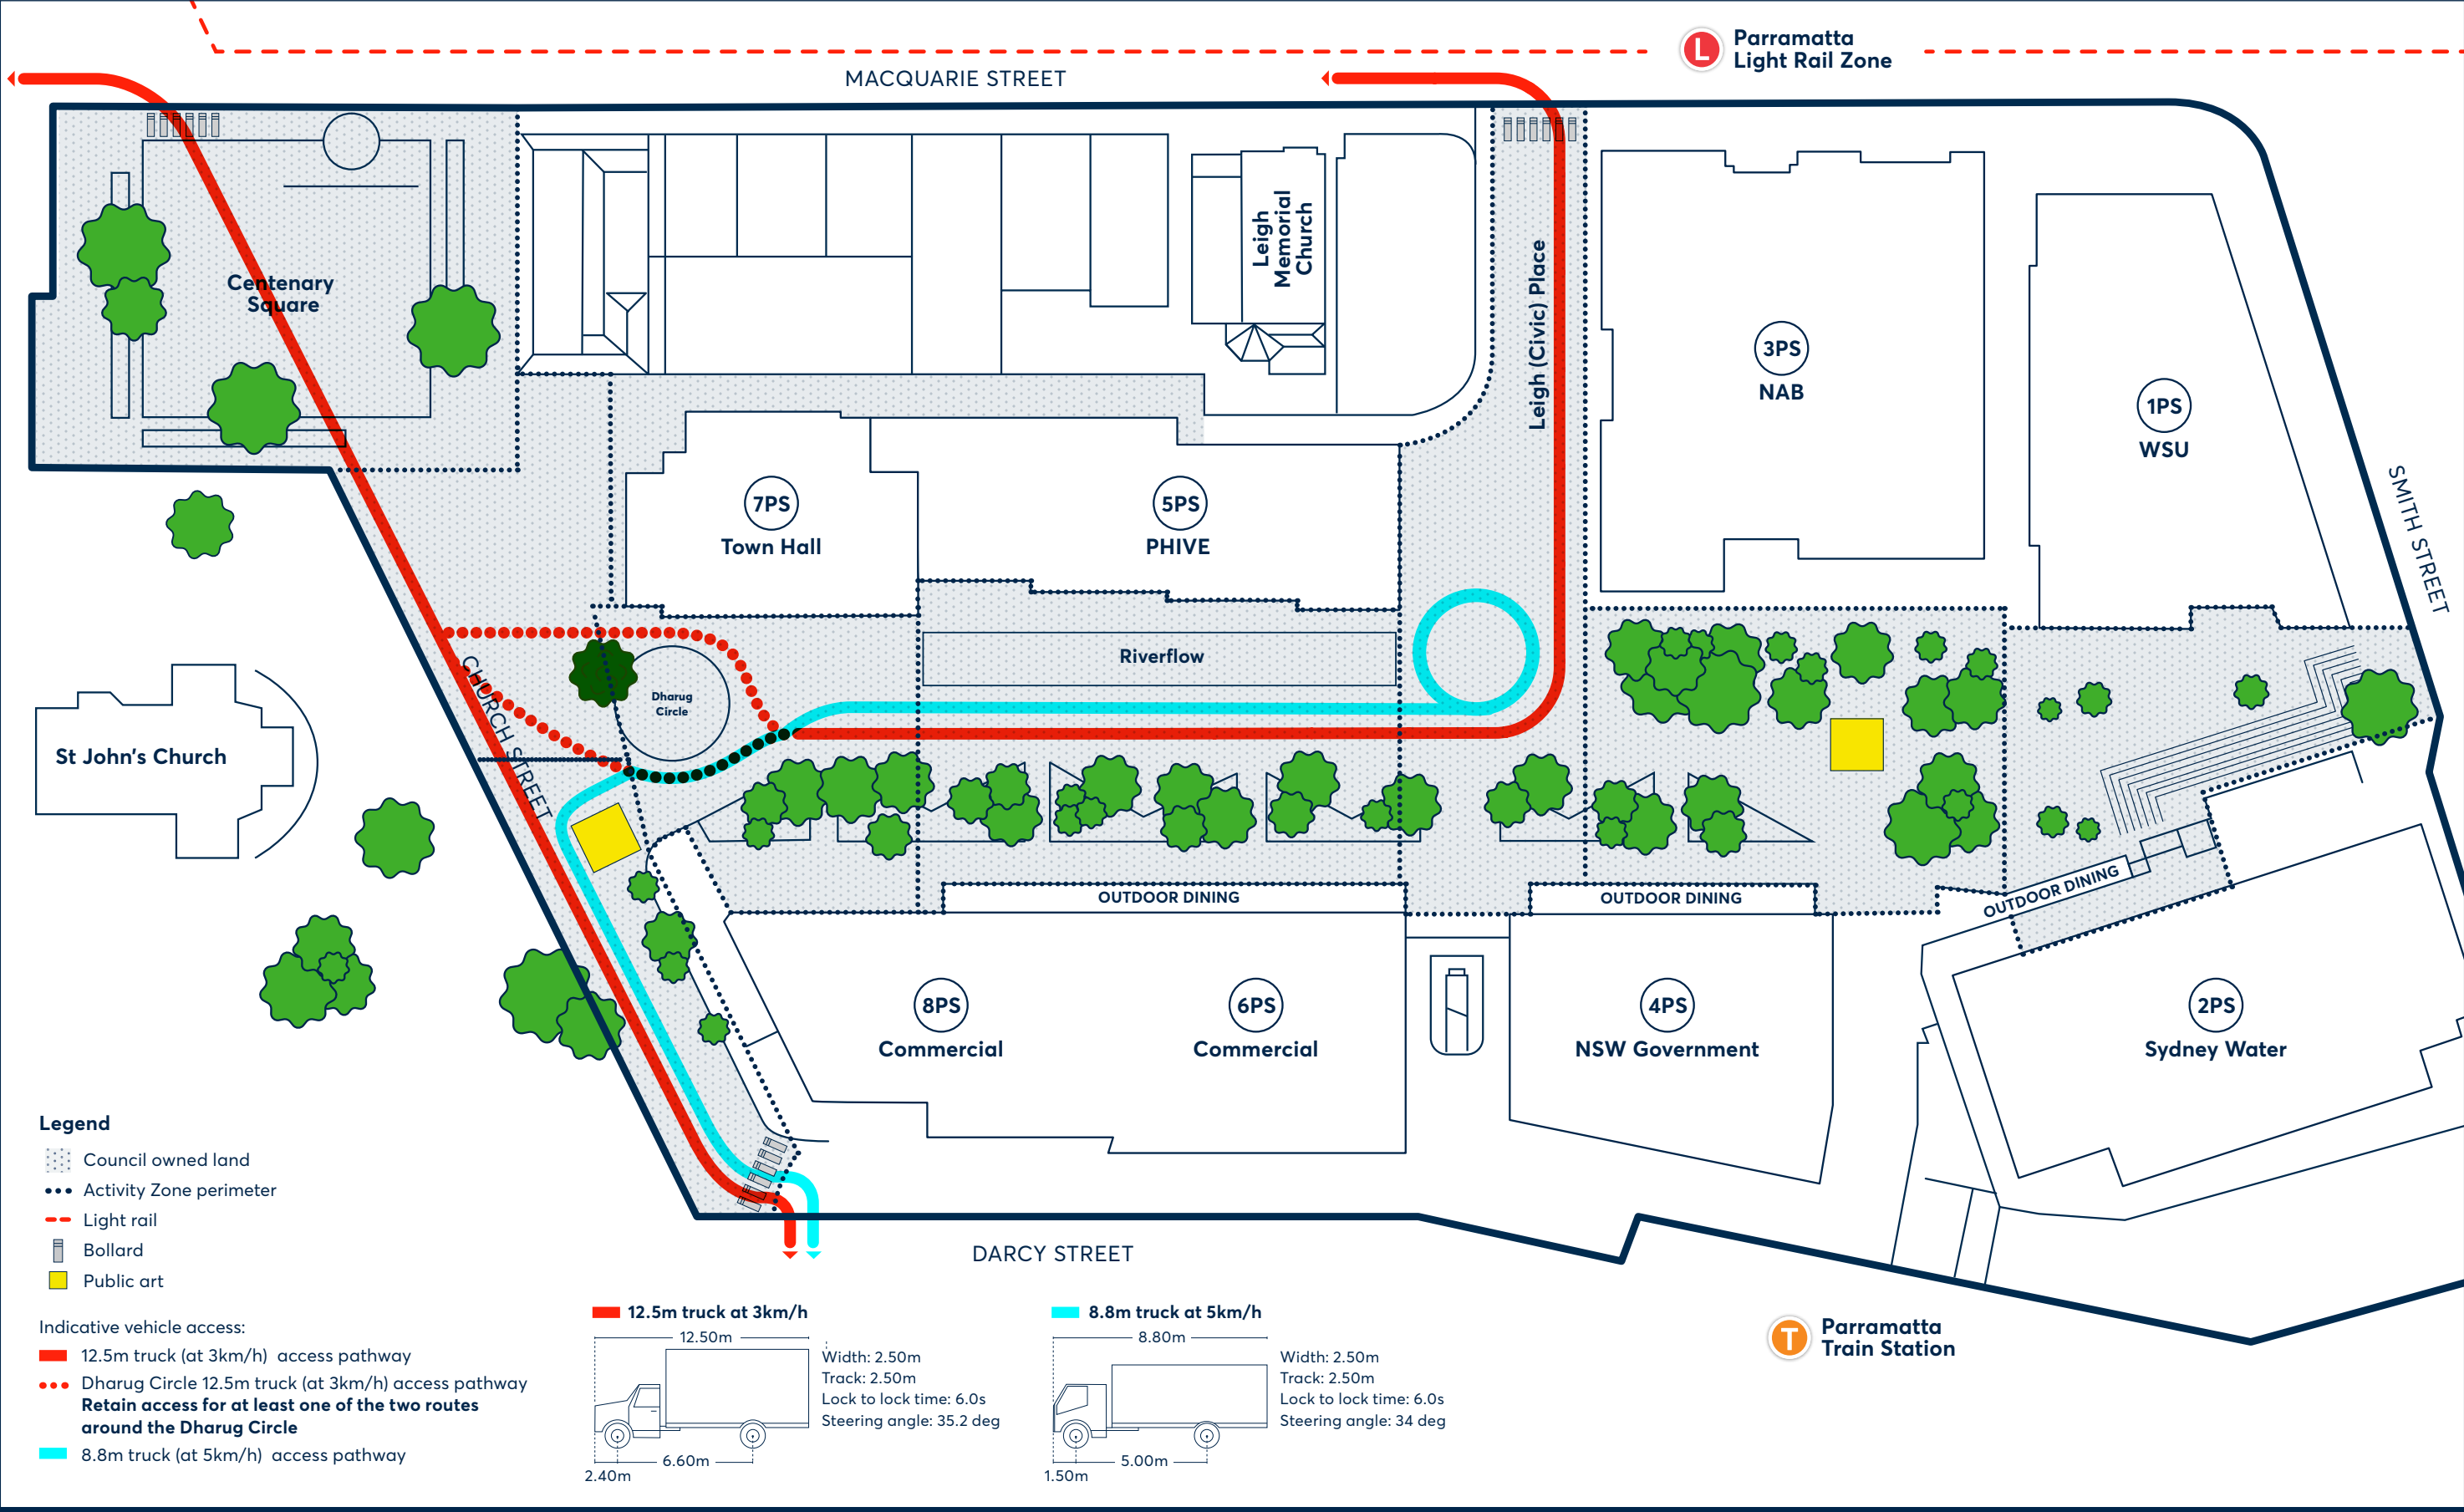 L
Parramatta
Light Rail Zone
MACQUARIE STREET
Centenary
Square
Leigh
Memorial
Church
Leigh (Civic) Place
3PS
NAB
1PS
WSU
SMITH STREET
7PS
Town Hall
5PS
PHIVE
Riverflow
Dharug
Circle
CHURCH STREET
St John's Church
OUTDOOR DINING
OUTDOOR DINING
OUTDOOR DINING
8PS
Commercial
6PS
Commercial
4PS
NSW Government
2PS
Sydney Water
DARCY STREET
T
Parramatta
Train Station
Legend
Council owned land
Activity Zone perimeter
Light rail
Bollard
Public art
Indicative vehicle access:
12.5m truck (at 3km/h) access pathway
Dharug Circle 12.5m truck (at 3km/h) access pathway
Retain access for at least one of the two routes
around the Dharug Circle
8.8m truck (at 5km/h) access pathway
12.5m truck at 3km/h
12.50m
Width: 2.50m
Track: 2.50m
Lock to lock time: 6.0s
Steering angle: 35.2 deg
6.60m
2.40m
8.8m truck at 5km/h
8.80m
Width: 2.50m
Track: 2.50m
Lock to lock time: 6.0s
Steering angle: 34 deg
5.00m
1.50m